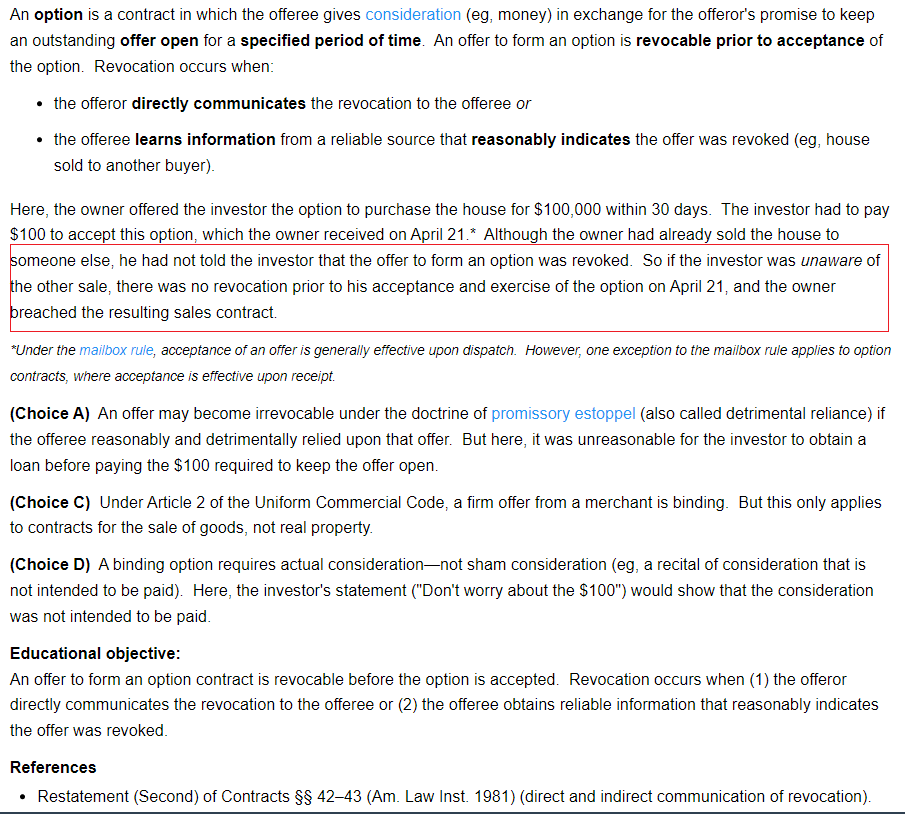 An option is a contract in which the offeree gives consideration (eg, money) in exchange for the offeror's promise to keep
an outstanding offer open for a specified period of time.  An offer to form an option is revocable prior to acceptance of
the option.  Revocation occurs when:
• the offeror directly communicates the revocation to the offeree or
• the offeree learns information from a reliable source that reasonably indicates the offer was revoked (eg, house
sold to another buyer).
Here, the owner offered the investor the option to purchase the house for $100,000 within 30 days.  The investor had to pay
$100 to accept this option, which the owner received on April 21.*  Although the owner had already sold the house to
someone else, he had not told the investor that the offer to form an option was revoked.  So if the investor was unaware of
the other sale, there was no revocation prior to his acceptance and exercise of the option on April 21, and the owner
breached the resulting sales contract.
*Under the mailbox rule, acceptance of an offer is generally effective upon dispatch.  However, one exception to the mailbox rule applies to option
contracts, where acceptance is effective upon receipt.
(Choice A)  An offer may become irrevocable under the doctrine of promissory estoppel (also called detrimental reliance) if
the offeree reasonably and detrimentally relied upon that offer.  But here, it was unreasonable for the investor to obtain a
loan before paying the $100 required to keep the offer open.
(Choice C)  Under Article 2 of the Uniform Commercial Code, a firm offer from a merchant is binding.  But this only applies
to contracts for the sale of goods, not real property.
(Choice D)  A binding option requires actual consideration—not sham consideration (eg, a recital of consideration that is
not intended to be paid).  Here, the investor's statement ("Don't worry about the $100") would show that the consideration
was not intended to be paid.
Educational objective:
An offer to form an option contract is revocable before the option is accepted.  Revocation occurs when (1) the offeror
directly communicates the revocation to the offeree or (2) the offeree obtains reliable information that reasonably indicates
the offer was revoked.
References
• Restatement (Second) of Contracts §§ 42–43 (Am. Law Inst. 1981) (direct and indirect communication of revocation).